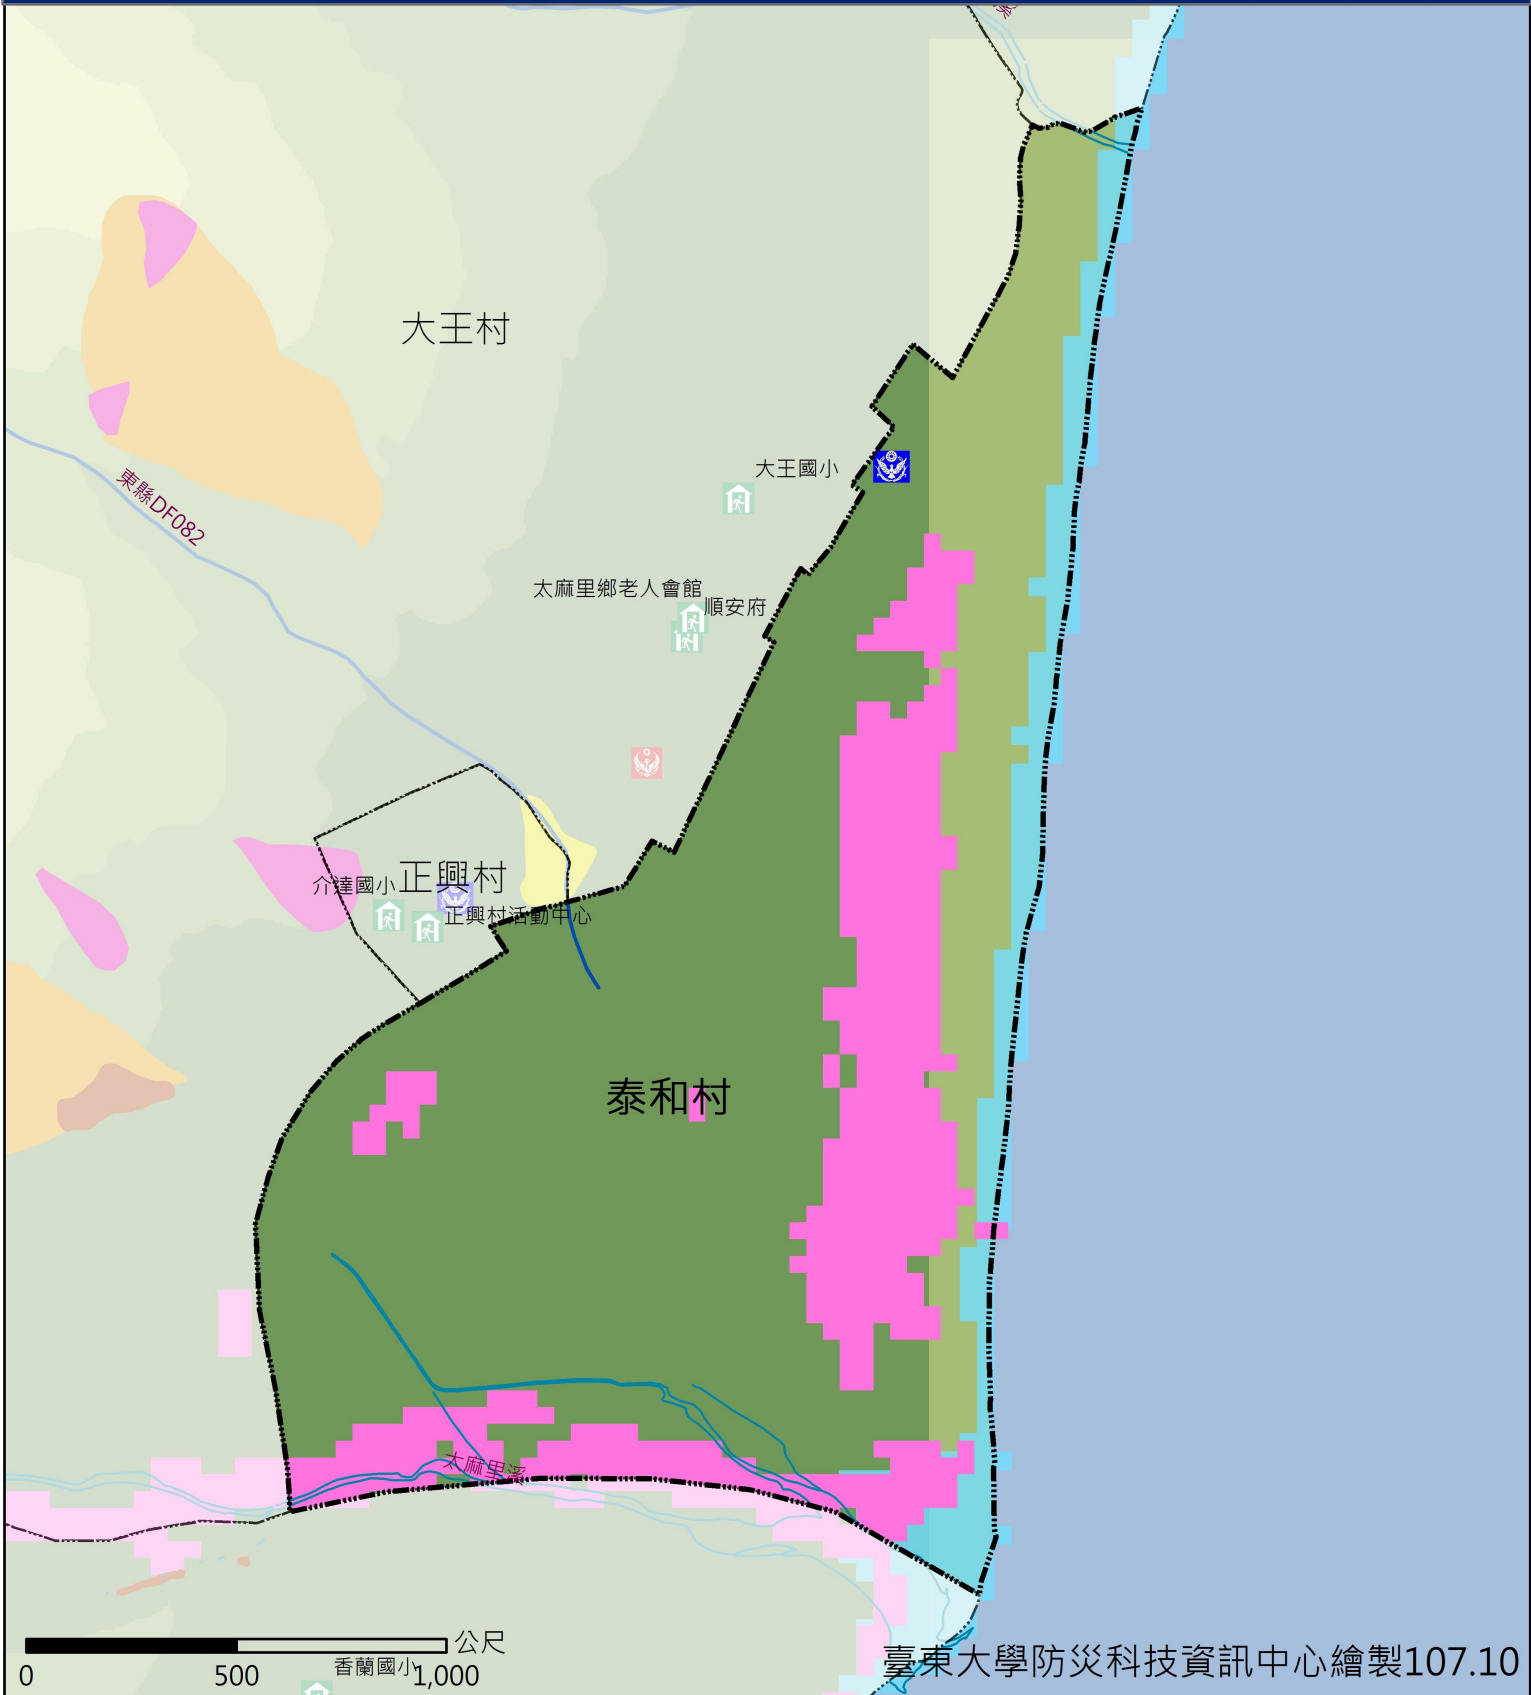 溪
大王村
東縣DF082
大王國小
太麻里鄉老人會館
順安府
正興村
介達國小
正興村活動中心
泰和村
太麻里溪
公尺
0 500 1,000
香蘭國小
臺東大學防災科技資訊中心繪製107.10